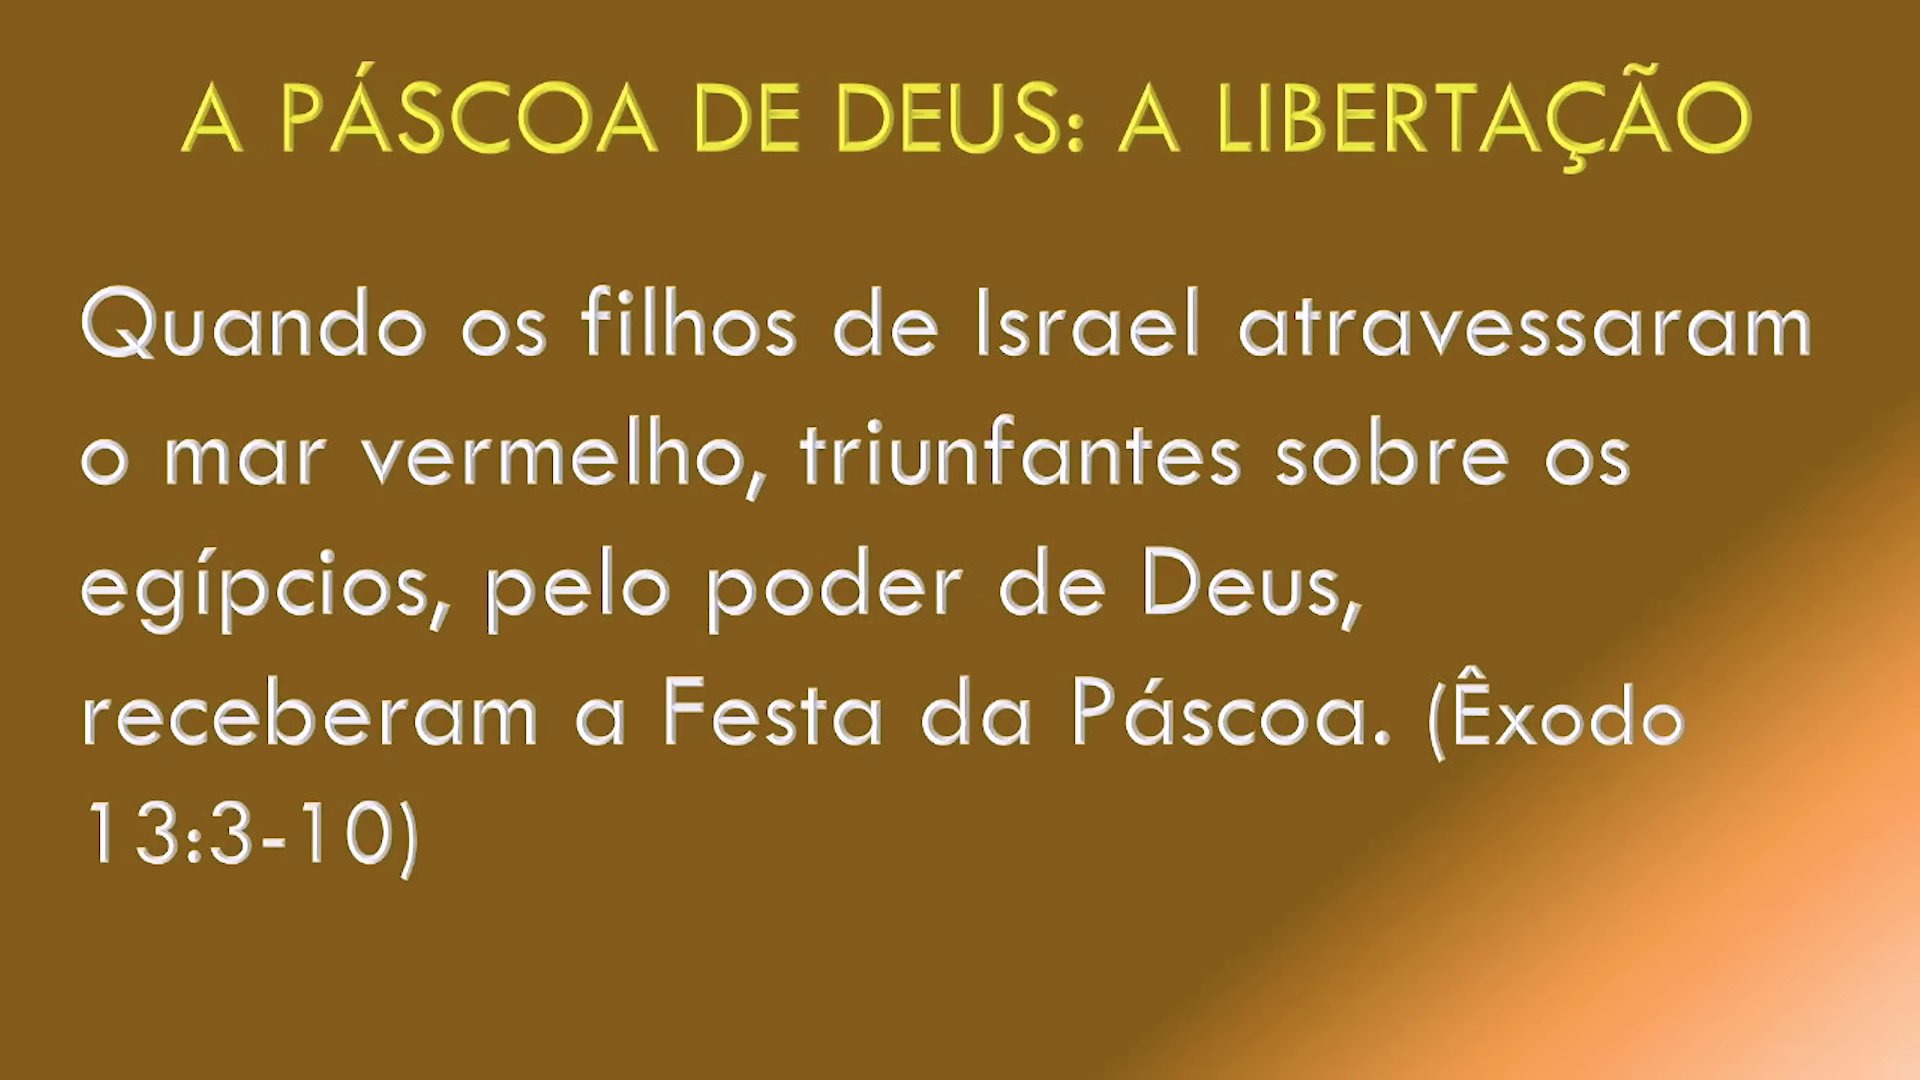 A PÁSCOA DE DEUS: A LIBERTAÇÃO
Quando os filhos de Israel atravessaram
o mar vermelho, triunfantes sobre os
egípcios, pelo poder de Deus,
receberam a Festa da Páscoa. (Êxodo
13:3-10)